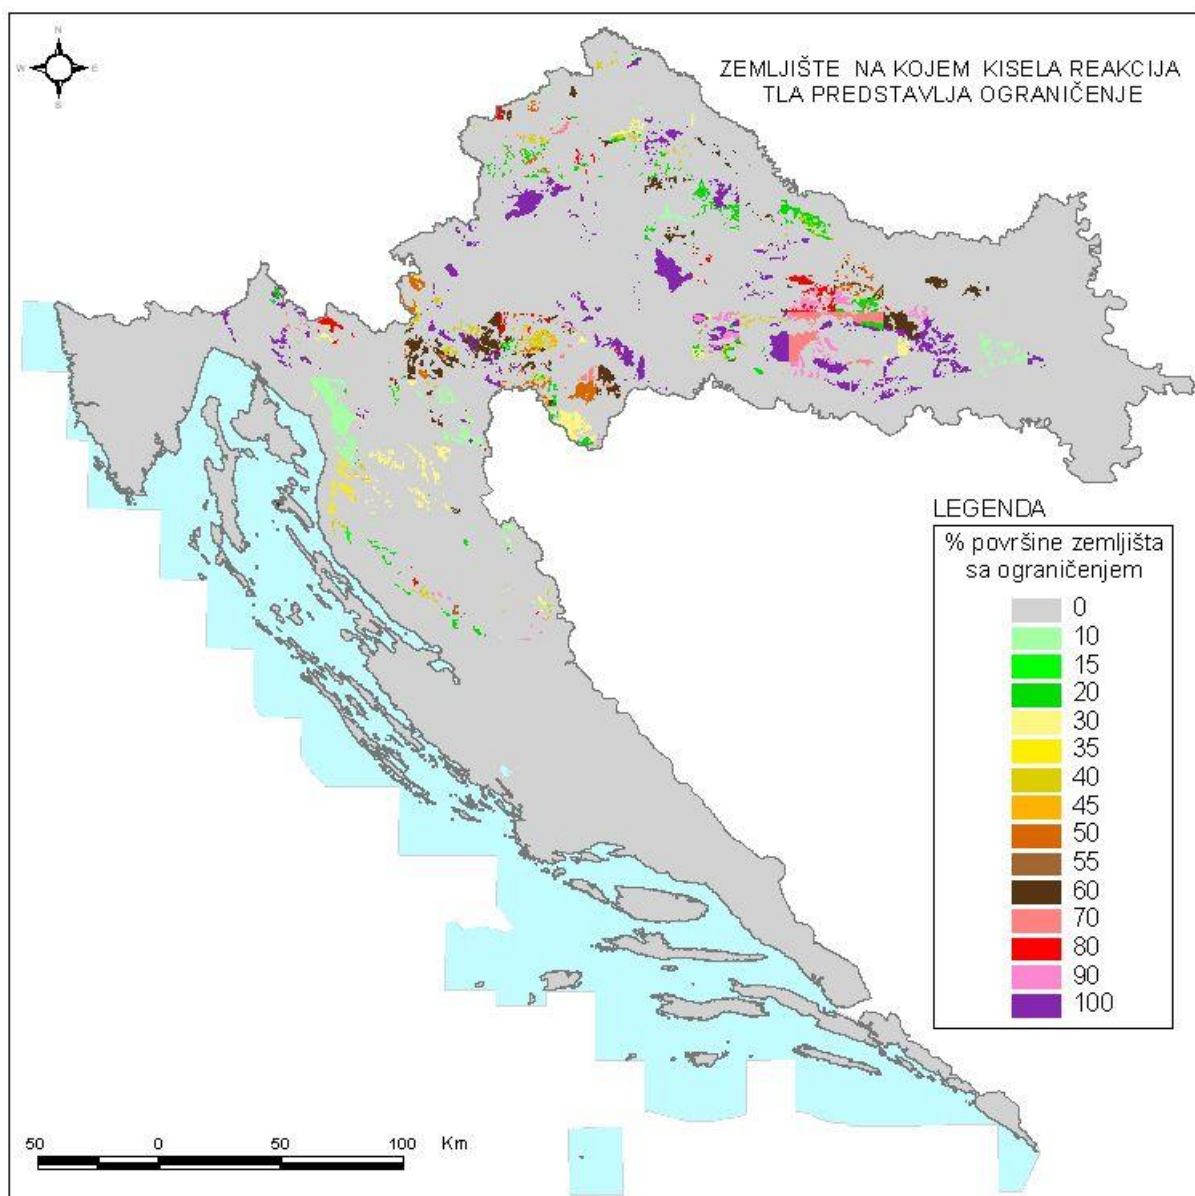 N
W E
S
ZEMLJIŠTE NA KOJEM KISELA REAKCIJA
TLA PREDSTAVLJA OGRANIČENJE
LEGENDA
% površine zemljišta
sa ograničenjem
0
10
15
20
30
35
40
45
50
55
60
70
80
90
100
50 0 50 100 Km